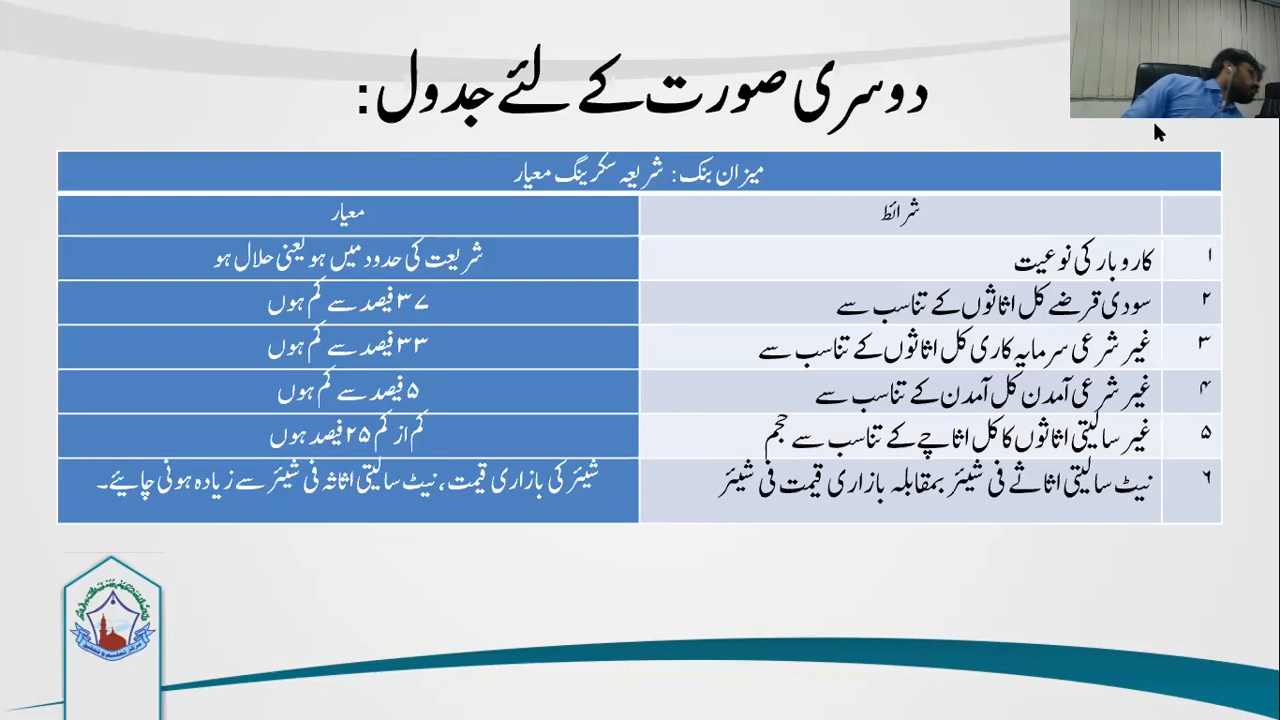 دوسری صورت کے لئے جدول:
میزان بنک: شریعہ سکرینگ معیار
شرائط معیار
۱ کاروبار کی نوعیت شریعت کی حدود میں ہو یعنی حلال ہو
۲ سودی قرضے کل اثاثوں کے تناسب سے ۳۷ فیصد سے کم ہوں
۳ غیر شرعی سرمایہ کاری کل اثاثوں کے تناسب سے ۳۳ فیصد سے کم ہوں
۴ غیر شرعی آمدن کل آمدن کے تناسب سے ۵ فیصد سے کم ہوں
۵ غیر سالیتی اثاثوں کا کل اثاچے کے تناسب سے حجم کم از کم ۲۵ فیصد ہوں
۶ نیٹ سالیتی اثاثے فی شیئر بمقابلہ بازاری قیمت فی شیئر شیئر کی بازاری قیمت، نیٹ سالیتی اثاثہ فی شیئر سے زیادہ ہونی چاہیئے۔